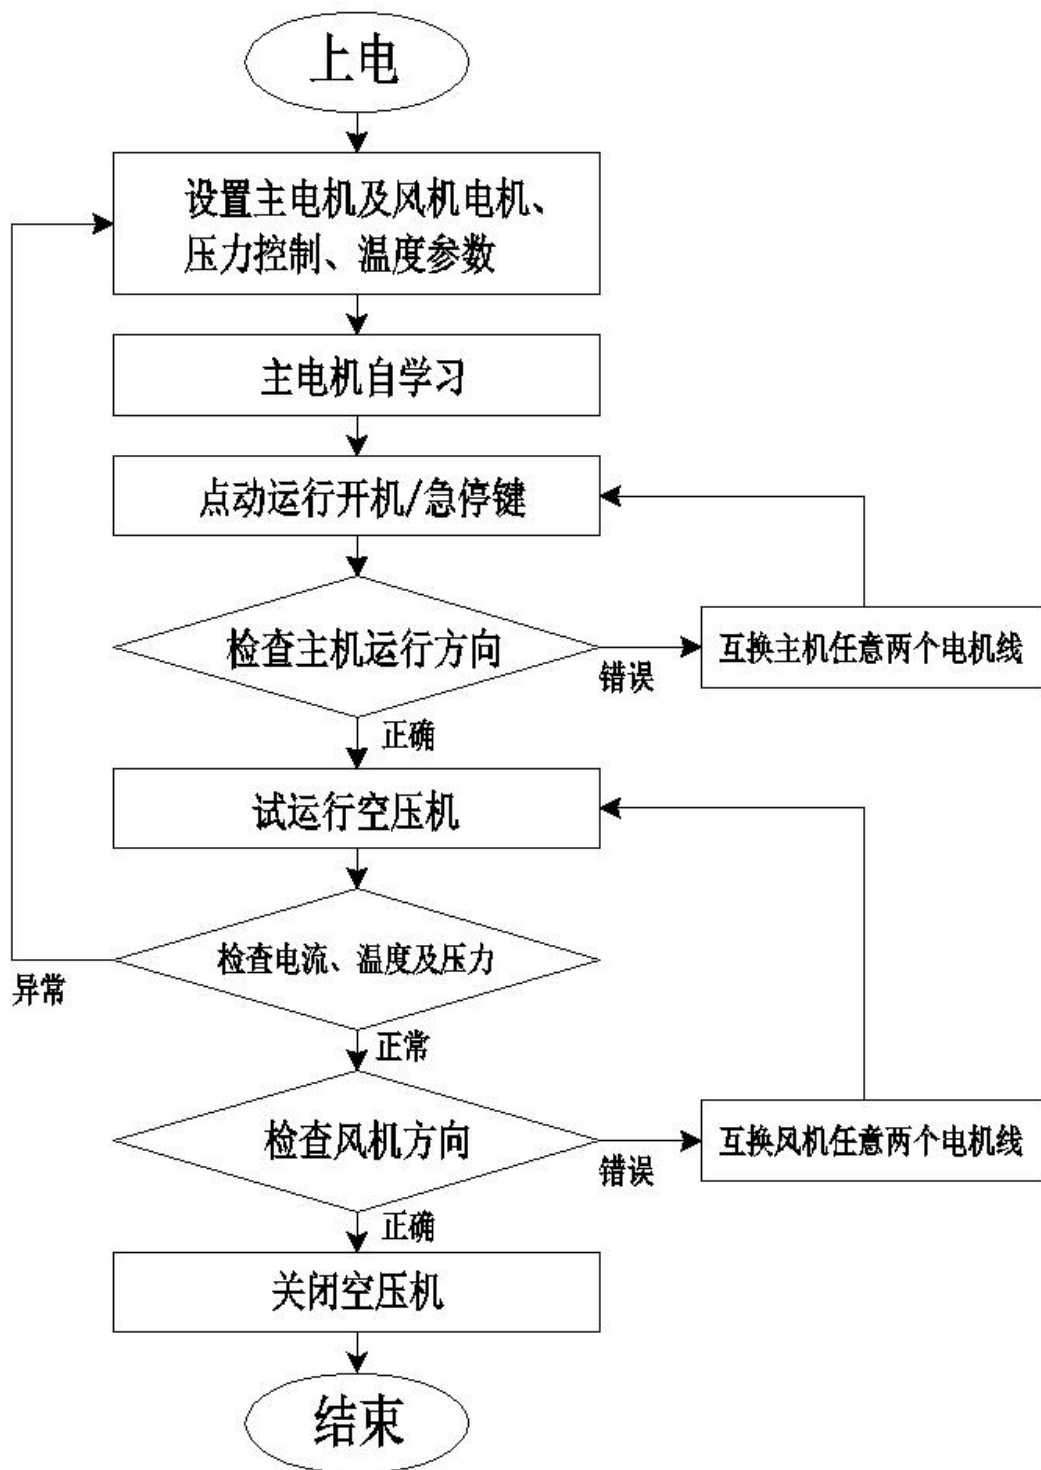 上电
设置主电机及风机电机、
压力控制、温度参数
主电机自学习
点动运行开机/急停键
检查主机运行方向
错误
互换主机任意两个电机线
正确
试运行空压机
检查电流、温度及压力
异常
正常
检查风机方向
错误
互换风机任意两个电机线
正确
关闭空压机
结束